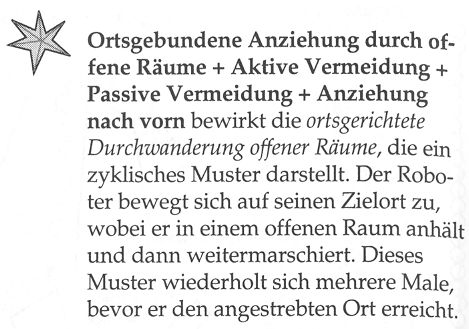 Ortsgebundene Anziehung durch of-
fene Räume + Aktive Vermeidung +
Passive Vermeidung + Anziehung
nach vorn bewirkt die ortsgerichtete
Durchwanderung offener Räume, die ein
zyklisches Muster darstellt. Der Robo-
ter bewegt sich auf seinen Zielort zu,
wobei er in einem offenen Raum anhält
und dann weitermarschiert. Dieses
Muster wiederholt sich mehrere Male,
bevor er den angestrebten Ort erreicht.